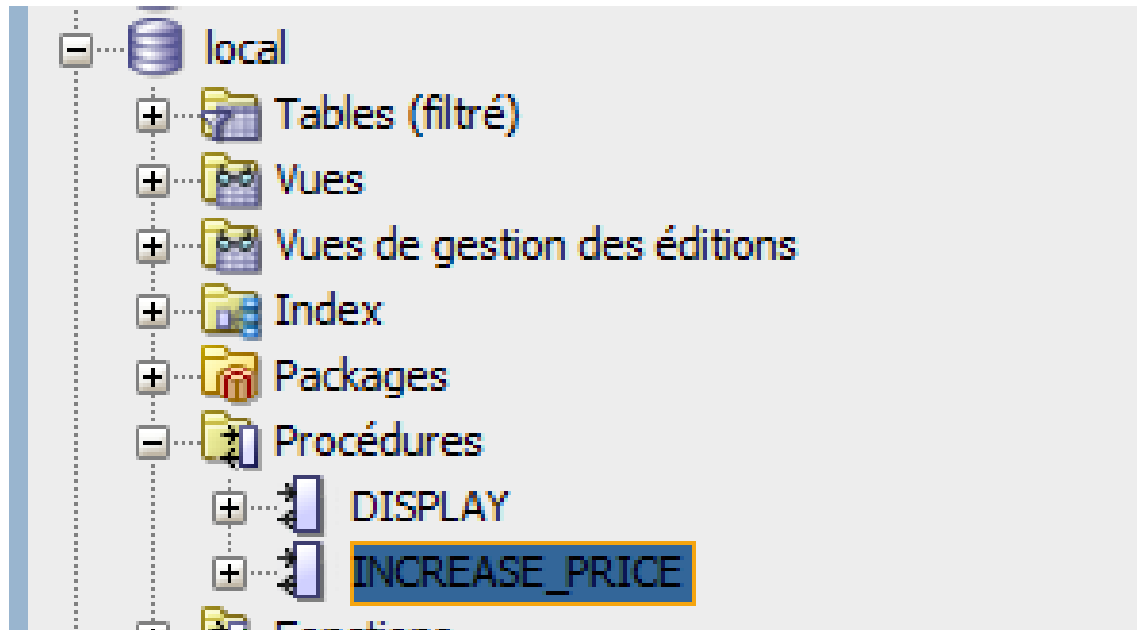 local
Tables (filtré)
Vues
Vues de gestion des éditions
Index
Packages
Procédures
DISPLAY
INCREASE_PRICE